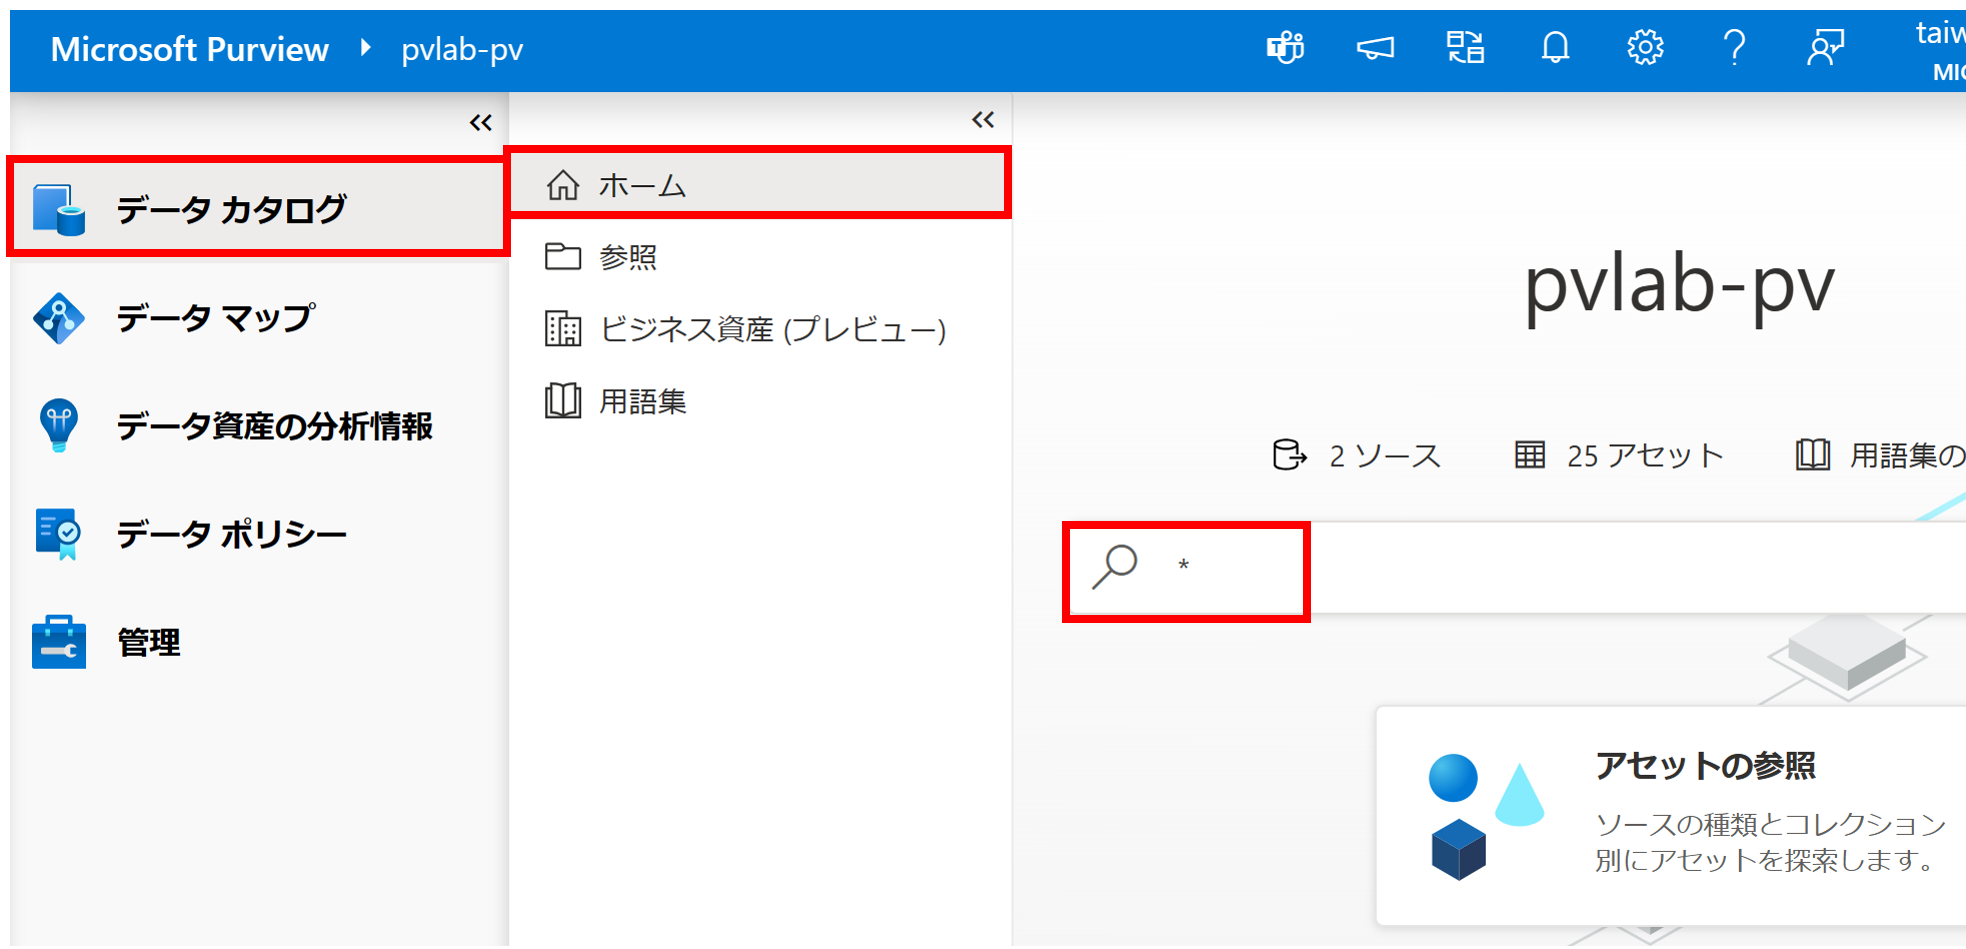 Microsoft Purview
pvlab-pv
データ カタログ
データ マップ
データ資産の分析情報
データ ポリシー
管理
ホーム
参照
ビジネス資産 (プレビュー)
用語集
pvlab-pv
2 ソース
25 アセット
用語集の
*
アセットの参照
ソースの種類とコレクション
別にアセットを探索します。